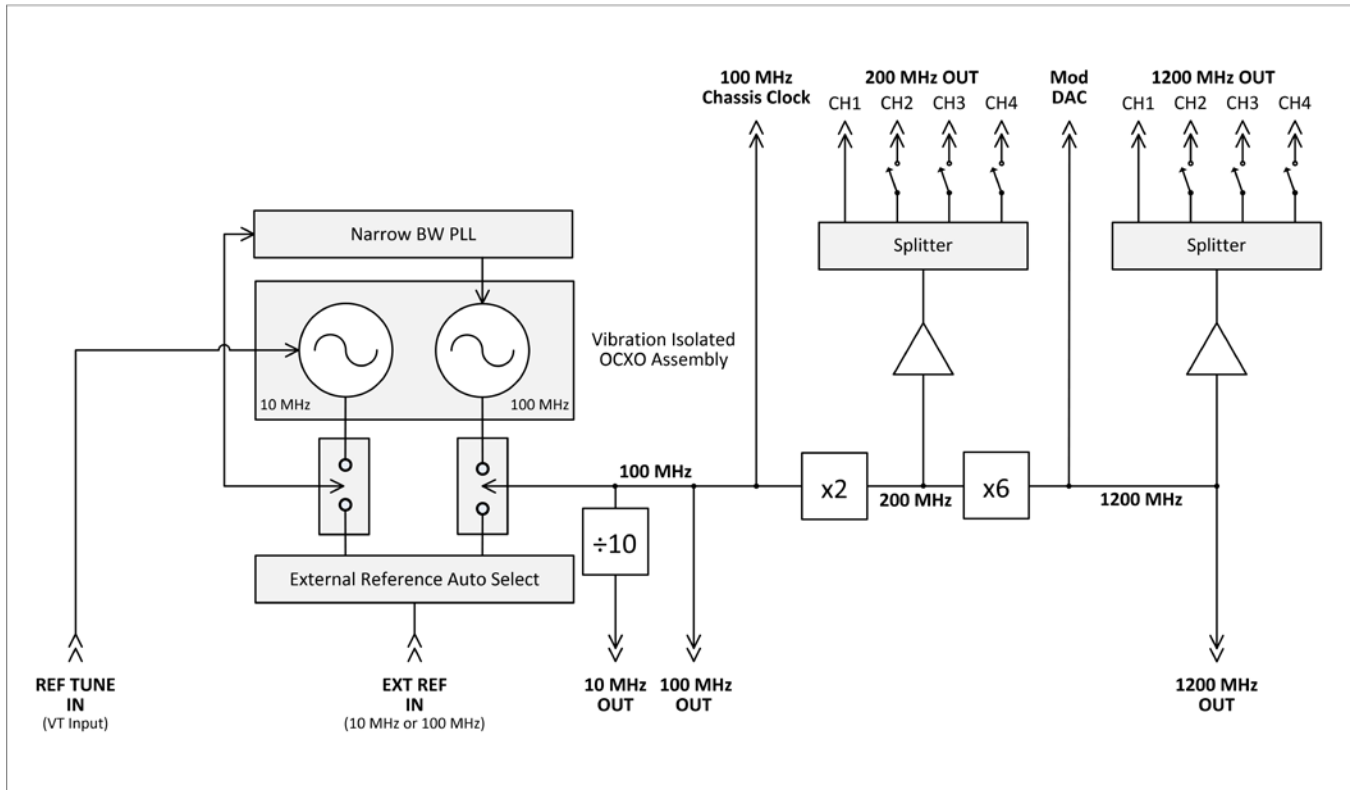 100 MHz
Chassis Clock
200 MHz OUT
CH1 CH2 CH3 CH4
Mod
DAC
1200 MHz OUT
CH1 CH2 CH3 CH4
Splitter
Splitter
Narrow BW PLL
Vibration Isolated
OCXO Assembly
10 MHz
100 MHz
100 MHz
x2
200 MHz
x6
1200 MHz
÷10
External Reference Auto Select
REF TUNE
IN
(VT Input)
EXT REF
IN
(10 MHz or 100 MHz)
10 MHz
OUT
100 MHz
OUT
1200 MHz
OUT